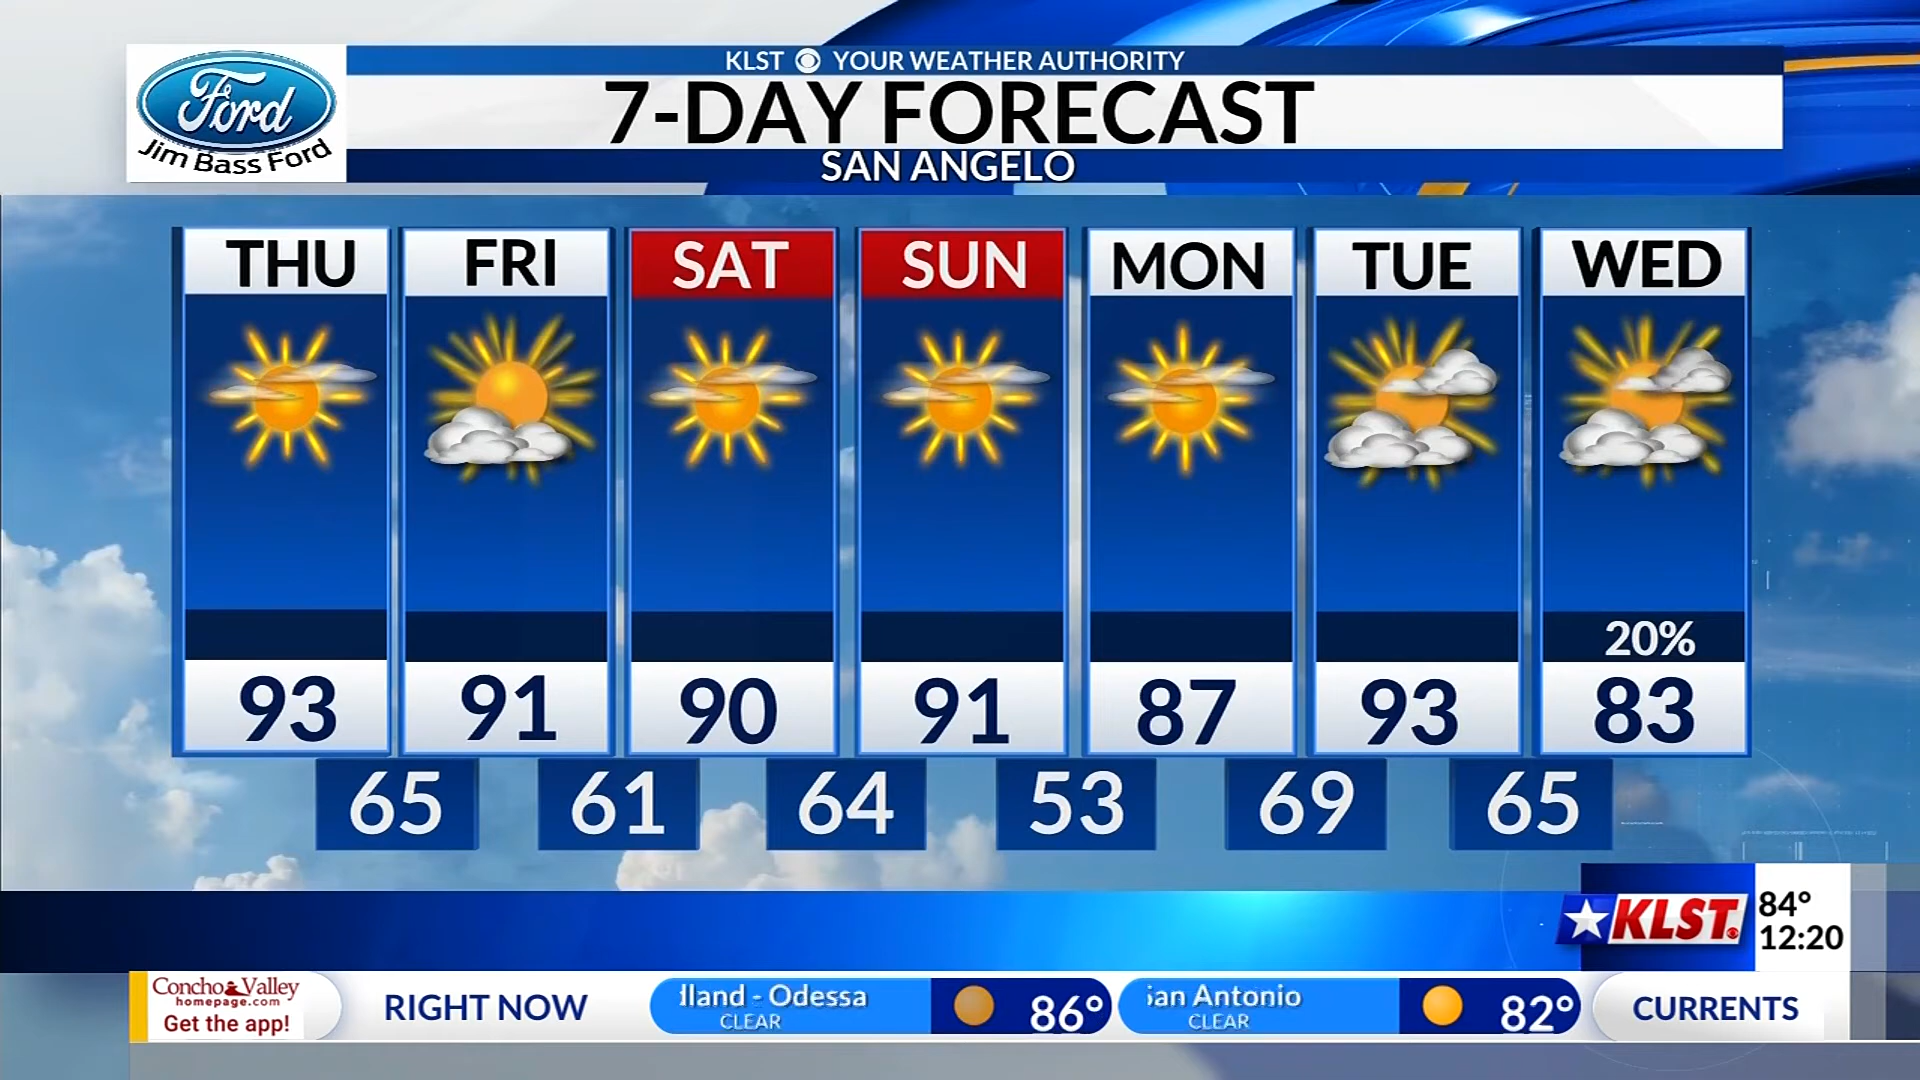 KLST YOUR WEATHER AUTHORITY
Ford
Jim Bass Ford
7-DAY FORECAST
SAN ANGELO
THU FRI SAT SUN MON TUE WED
20%
93 91 90 91 87 93 83
65 61 64 53 69 65
KLST
84°
12:20
Concho Valley
homepage.com
Get the app!
RIGHT NOW
lland - Odessa
CLEAR
86°
San Antonio
CLEAR
82°
CURRENTS